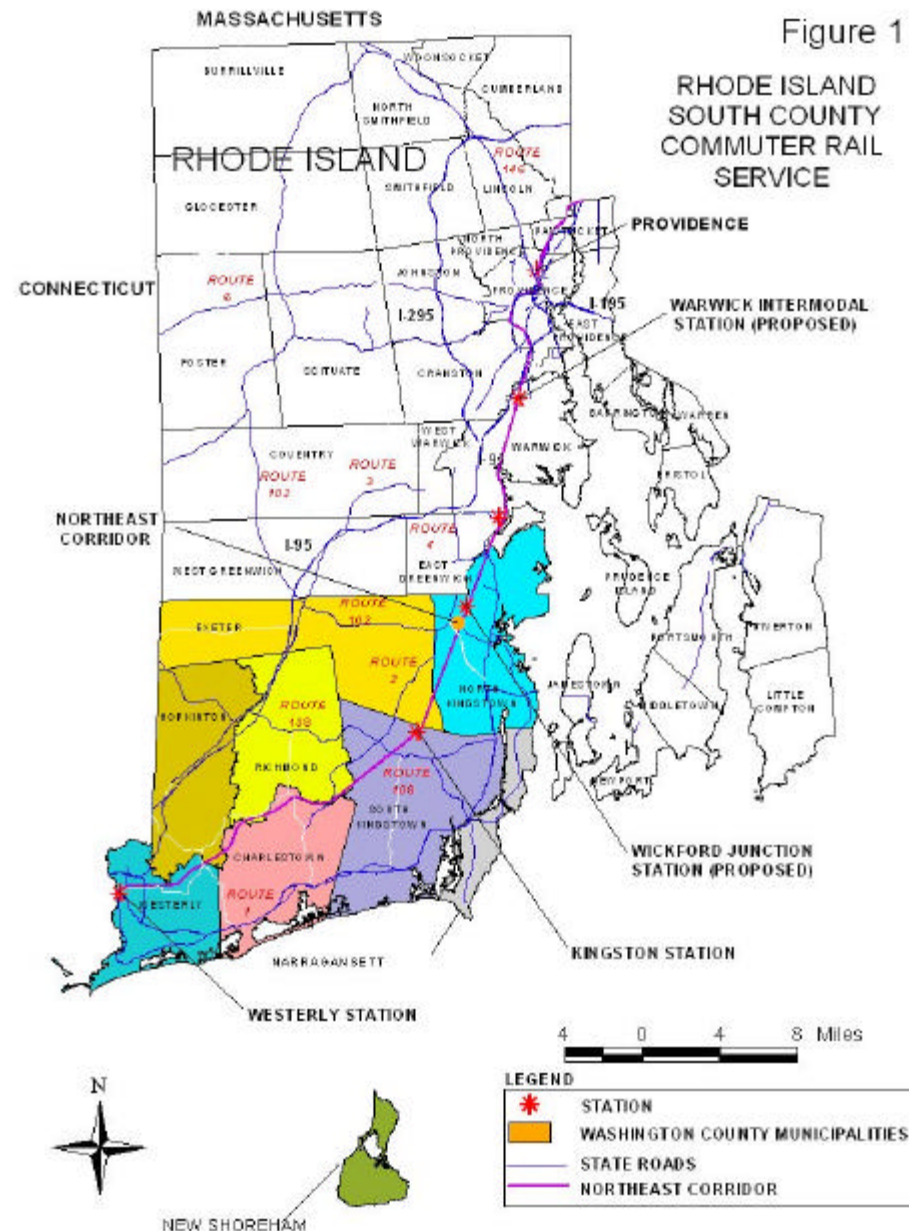 MASSACHUSETTS
Figure 1
RHODE ISLAND
SOUTH COUNTY
COMMUTER RAIL
SERVICE
BURRILLVILLE
WOONSOCKET
CUMBERLAND
NORTH
SMITHFIELD
RHODE ISLAND
ROUTE
146
SMITHFIELD
LINCOLN
GLOCESTER
PAWTUCKET
PROVIDENCE
NORTH
PROVIDENCE
CONNECTICUT
ROUTE
6
JOHNSTON
PROVIDENCE
I-295
I-195
EAST
PROVIDENCE
WARWICK INTERMODAL
STATION (PROPOSED)
FOSTER
SCITUATE
CRANSTON
BARRINGTON
WARREN
WEST
WARWICK
WARWICK
COVENTRY
ROUTE
102
ROUTE
3
BRISTOL
NORTHEAST
CORRIDOR
I-95
ROUTE
4
WEST GREENWICH
EAST
GREENWICH
PRUDENCE
ISLAND
EXETER
ROUTE
102
PORTSMOUTH
TIVERTON
ROUTE
2
NORTH
KINGSTOWN
JAMESTOWN
MIDDLETOWN
LITTLE
COMPTON
HOPKINTON
ROUTE
138
RICHMOND
NEWPORT
ROUTE
108
SOUTH
KINGSTOWN
CHARLESTOWN
WICKFORD JUNCTION
STATION (PROPOSED)
WESTERLY
ROUTE
1
KINGSTON STATION
NARRAGANSETT
WESTERLY STATION
4 0 4 8 Miles
LEGEND
STATION
WASHINGTON COUNTY MUNICIPALITIES
STATE ROADS
NORTHEAST CORRIDOR
N
NEW SHOREHAM